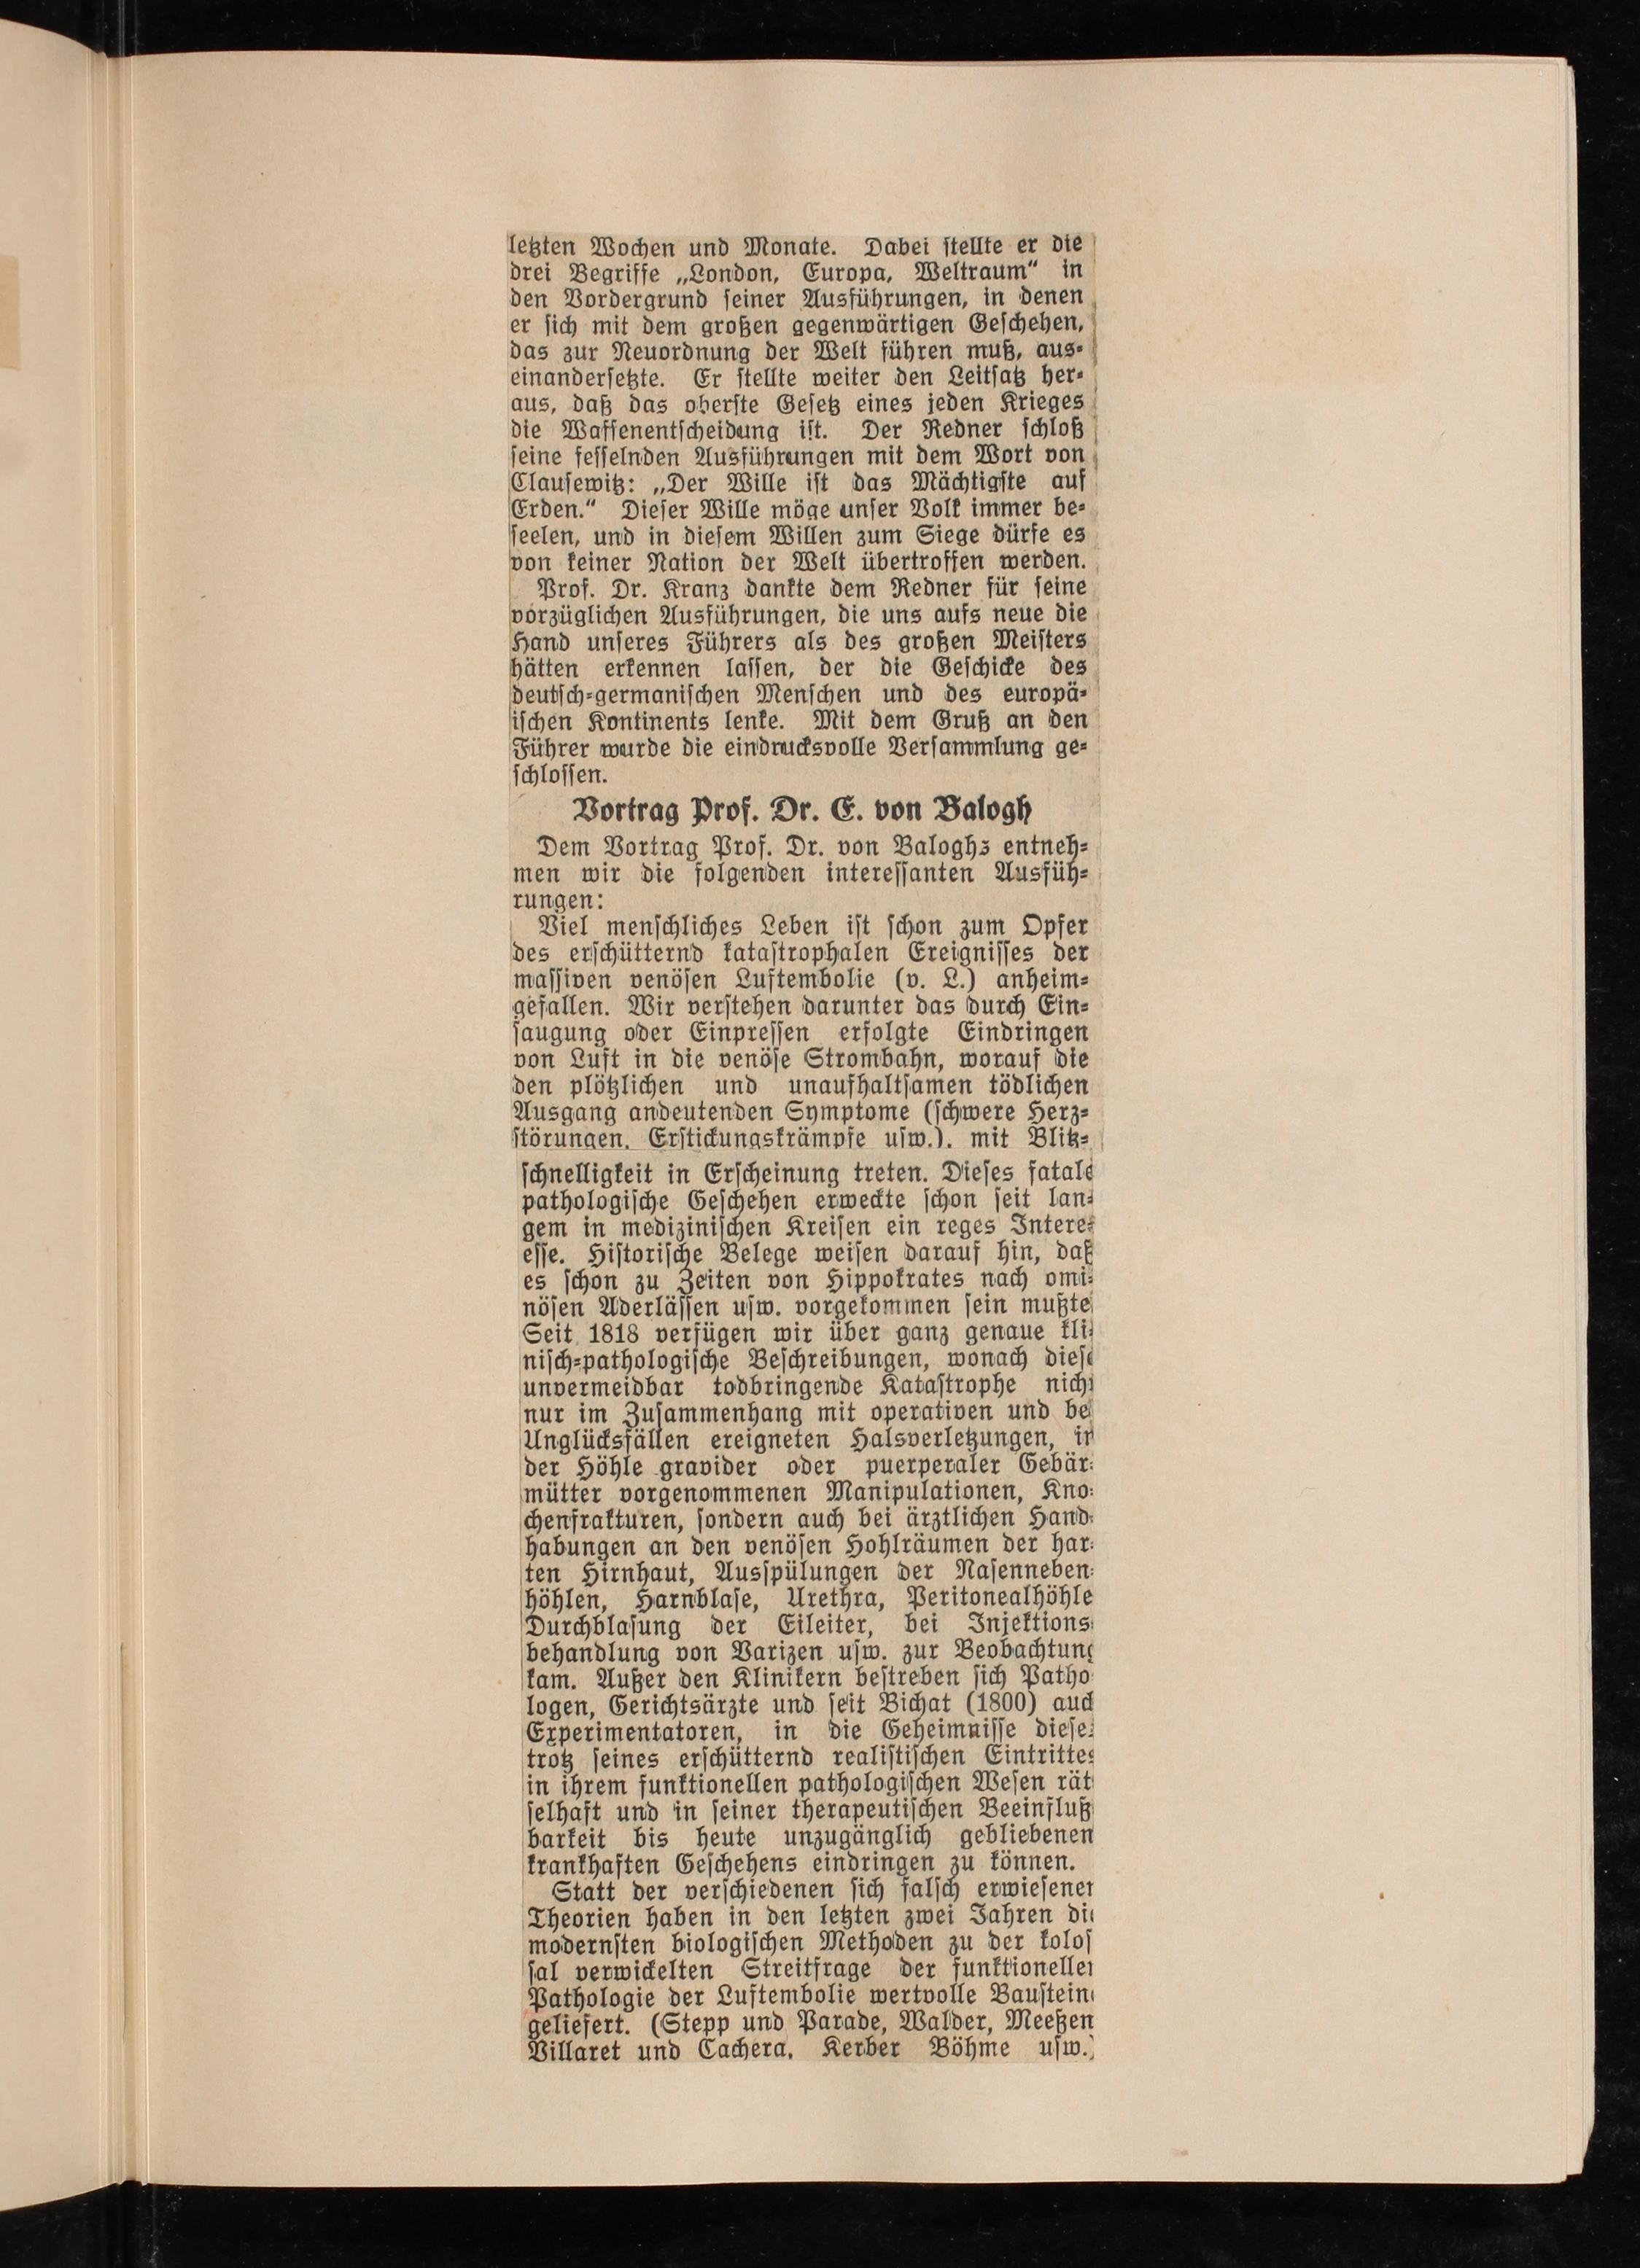 letzten Wochen und Monate. Dabei stellte er die
drei Begriffe „London, Europa, Weltraum“ in
den Vordergrund seiner Ausführungen, in denen
er sich mit dem großen gegenwärtigen Geschehen,
das zur Neuordnung der Welt führen muß, aus-
einandersetzte. Er stellte weiter den Leitsatz her-
aus, daß das oberste Gesetz eines jeden Krieges
die Waffenentscheidung ist. Der Redner schloß
seine fesselnden Ausführungen mit dem Wort von
Clausewitz: „Der Wille ist das Mächtigste auf
Erden.“ Dieser Wille möge unser Volk immer be-
seelen, und in diesem Willen zum Siege dürfe es
von keiner Nation der Welt übertroffen werden.
Prof. Dr. Kranz dankte dem Redner für seine
vorzüglichen Ausführungen, die uns aufs neue die
Hand unseres Führers als des großen Meisters
hätten erkennen lassen, der die Geschicke des
deutsch-germanischen Menschen und des europä-
ischen Kontinents lenke. Mit dem Gruß an den
Führer wurde die eindrucksvolle Versammlung ge-
schlossen.
Vortrag Prof. Dr. E. von Balogh
Dem Vortrag Prof. Dr. von Baloghs entneh-
men wir die folgenden interessanten Ausfüh-
rungen:
Viel menschliches Leben ist schon zum Opfer
des erschütternd katastrophalen Ereignisses der
massiven venösen Luftembolie (v. L.) anheim-
gefallen. Wir verstehen darunter das durch Ein-
saugung oder Einpressen erfolgte Eindringen
von Luft in die venöse Strombahn, worauf die
den plötzlichen und unaufhaltsamen tödlichen
Ausgang andeutenden Symptome (schwere Herz-
störungen, Erstickungskrämpfe usw.). mit Blitz-
schnelligkeit in Erscheinung treten. Dieses fatale
pathologische Geschehen erweckte schon seit lan-
gem in medizinischen Kreisen ein reges Intere-
esse. Historische Belege weisen darauf hin, daß
es schon zu Zeiten von Hippokrates nach omi-
nösen Aderlässen usw. vorgekommen sein mußte
Seit 1818 verfügen wir über ganz genaue kli-
nisch-pathologische Beschreibungen, wonach diese
unvermeidbar todbringende Katastrophe nicht
nur im Zusammenhang mit operativen und be
Unglücksfällen ereigneten Halsverletzungen, in
der Höhle gravider oder puerperaler Gebär-
mütter vorgenommenen Manipulationen, Kno-
chenfrakturen, sondern auch bei ärztlichen Hand-
habungen an den venösen Hohlräumen der har-
ten Hirnhaut, Ausspülungen der Nasenneben-
höhlen, Harnblase, Urethra, Peritonealhöhle
Durchblasung der Eileiter, bei Injektions-
behandlung von Varizen usw. zur Beobachtung
kam. Außer den Klinikern bestreben sich Patho-
logen, Gerichtsärzte und seit Bichat (1800) auch
Experimentatoren, in die Geheimnisse dieses
trotz seines erschütternd realistischen Eintrittes
in ihrem funktionellen pathologischen Wesen rät-
selhaft und in seiner therapeutischen Beeinfluß-
barkeit bis heute unzugänglich gebliebenen
krankhaften Geschehens eindringen zu können.
Statt der verschiedenen sich falsch erwiesener
Theorien haben in den letzten zwei Jahren die
modernsten biologischen Methoden zu der kolos
sal verwickelten Streitfrage der funktioneller
Pathologie der Luftembolie wertvolle Bausteine
geliefert. (Stepp und Parade, Walder, Meeßen
Villaret und Cachera, Kerber Böhme usw.)